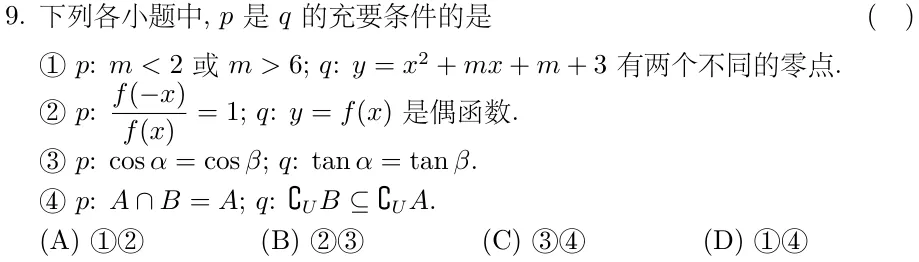 9. 下列各小题中, p 是 q 的充要条件的是 ( )
① p: m < 2 或 m > 6; q: y = x² + mx + m + 3 有两个不同的零点.
② p: f(−x)/f(x) = 1; q: y = f(x) 是偶函数.
③ p: cos α = cos β; q: tan α = tan β.
④ p: A ∩ B = A; q: ∁_U B ⊆ ∁_U A.
(A) ①② (B) ②③ (C) ③④ (D) ①④